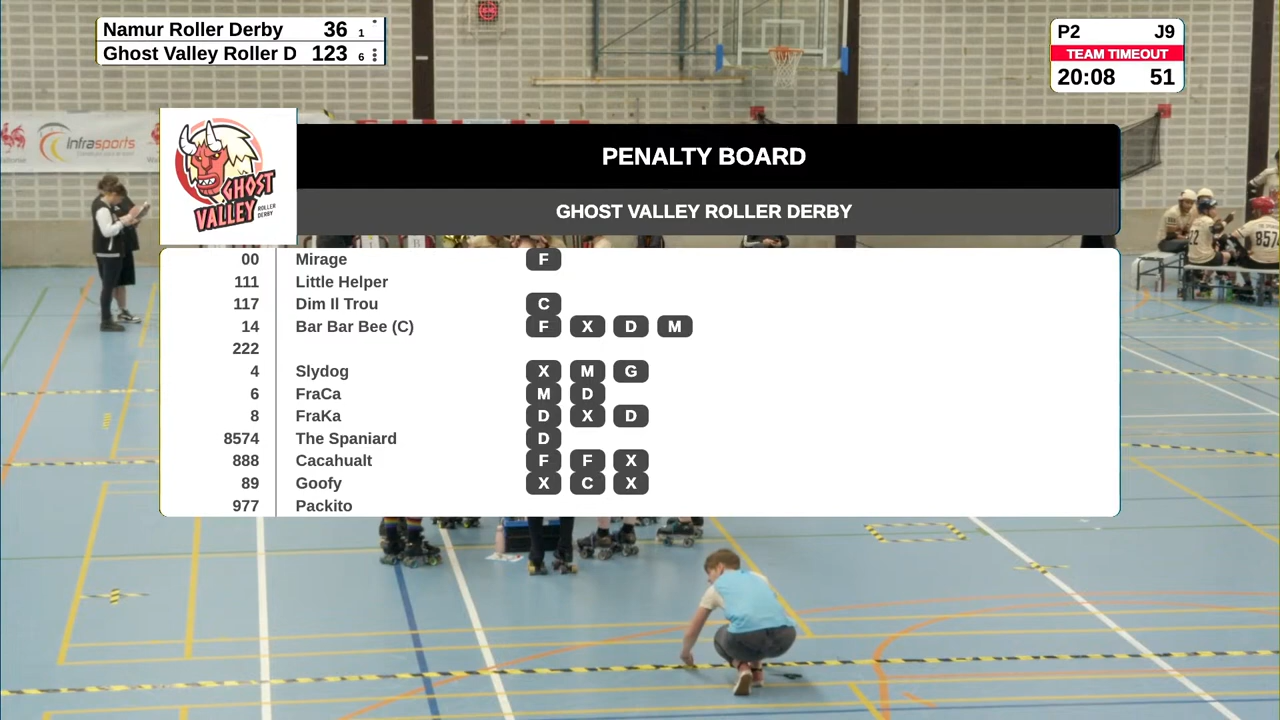 Namur Roller Derby 36 1
Ghost Valley Roller D 123 6
P2 J9
TEAM TIMEOUT
20:08 51
Infrasports
GHOST
VALLEY
ROLLER
DERBY
PENALTY BOARD
GHOST VALLEY ROLLER DERBY
00 Mirage F
111 Little Helper
117 Dim Il Trou C
14 Bar Bar Bee (C) F X D M
222
4 Slydog X M G
6 FraCa M D
8 FraKa D X D
8574 The Spaniard D
888 Cacahualt F F X
89 Goofy X C X
977 Packito
857